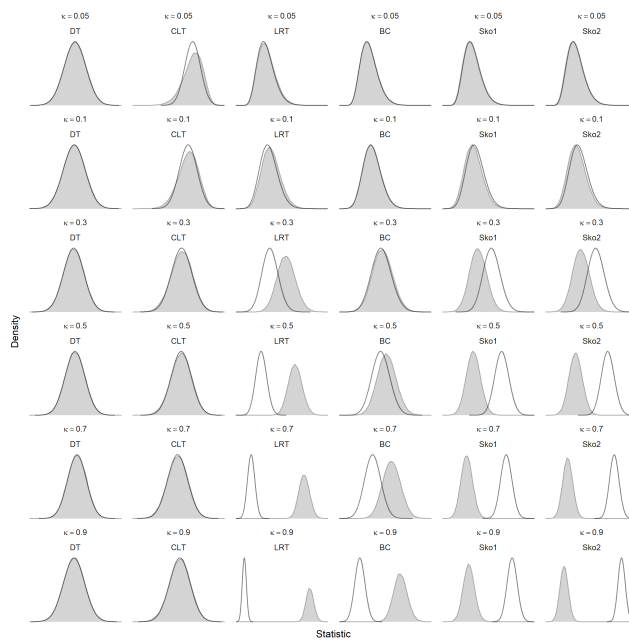 κ = 0.05 κ = 0.05 κ = 0.05 κ = 0.05 κ = 0.05 κ = 0.05
DT CLT LRT BC Sko1 Sko2
κ = 0.1 κ = 0.1 κ = 0.1 κ = 0.1 κ = 0.1 κ = 0.1
DT CLT LRT BC Sko1 Sko2
κ = 0.3 κ = 0.3 κ = 0.3 κ = 0.3 κ = 0.3 κ = 0.3
DT CLT LRT BC Sko1 Sko2
Density
κ = 0.5 κ = 0.5 κ = 0.5 κ = 0.5 κ = 0.5 κ = 0.5
DT CLT LRT BC Sko1 Sko2
κ = 0.7 κ = 0.7 κ = 0.7 κ = 0.7 κ = 0.7 κ = 0.7
DT CLT LRT BC Sko1 Sko2
κ = 0.9 κ = 0.9 κ = 0.9 κ = 0.9 κ = 0.9 κ = 0.9
DT CLT LRT BC Sko1 Sko2
Statistic